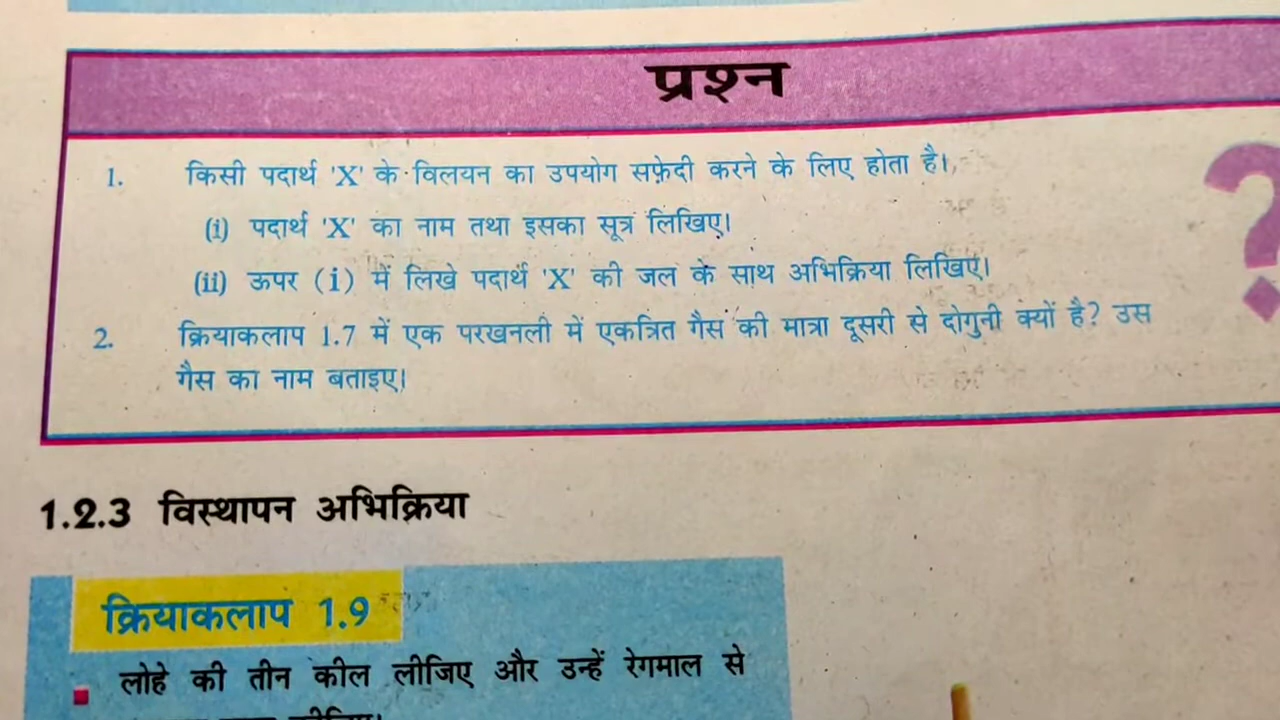 प्रश्न
1. किसी पदार्थ 'X' के विलयन का उपयोग सफ़ेदी करने के लिए होता है।
(i) पदार्थ 'X' का नाम तथा इसका सूत्र लिखिए।
(ii) ऊपर (i) में लिखे पदार्थ 'X' की जल के साथ अभिक्रिया लिखिए।
2. क्रियाकलाप 1.7 में एक परखनली में एकत्रित गैस की मात्रा दूसरी से दोगुनी क्यों है? उस
गैस का नाम बताइए।
?
1.2.3 विस्थापन अभिक्रिया
क्रियाकलाप 1.9
लोहे की तीन कील लीजिए और उन्हें रेगमाल से